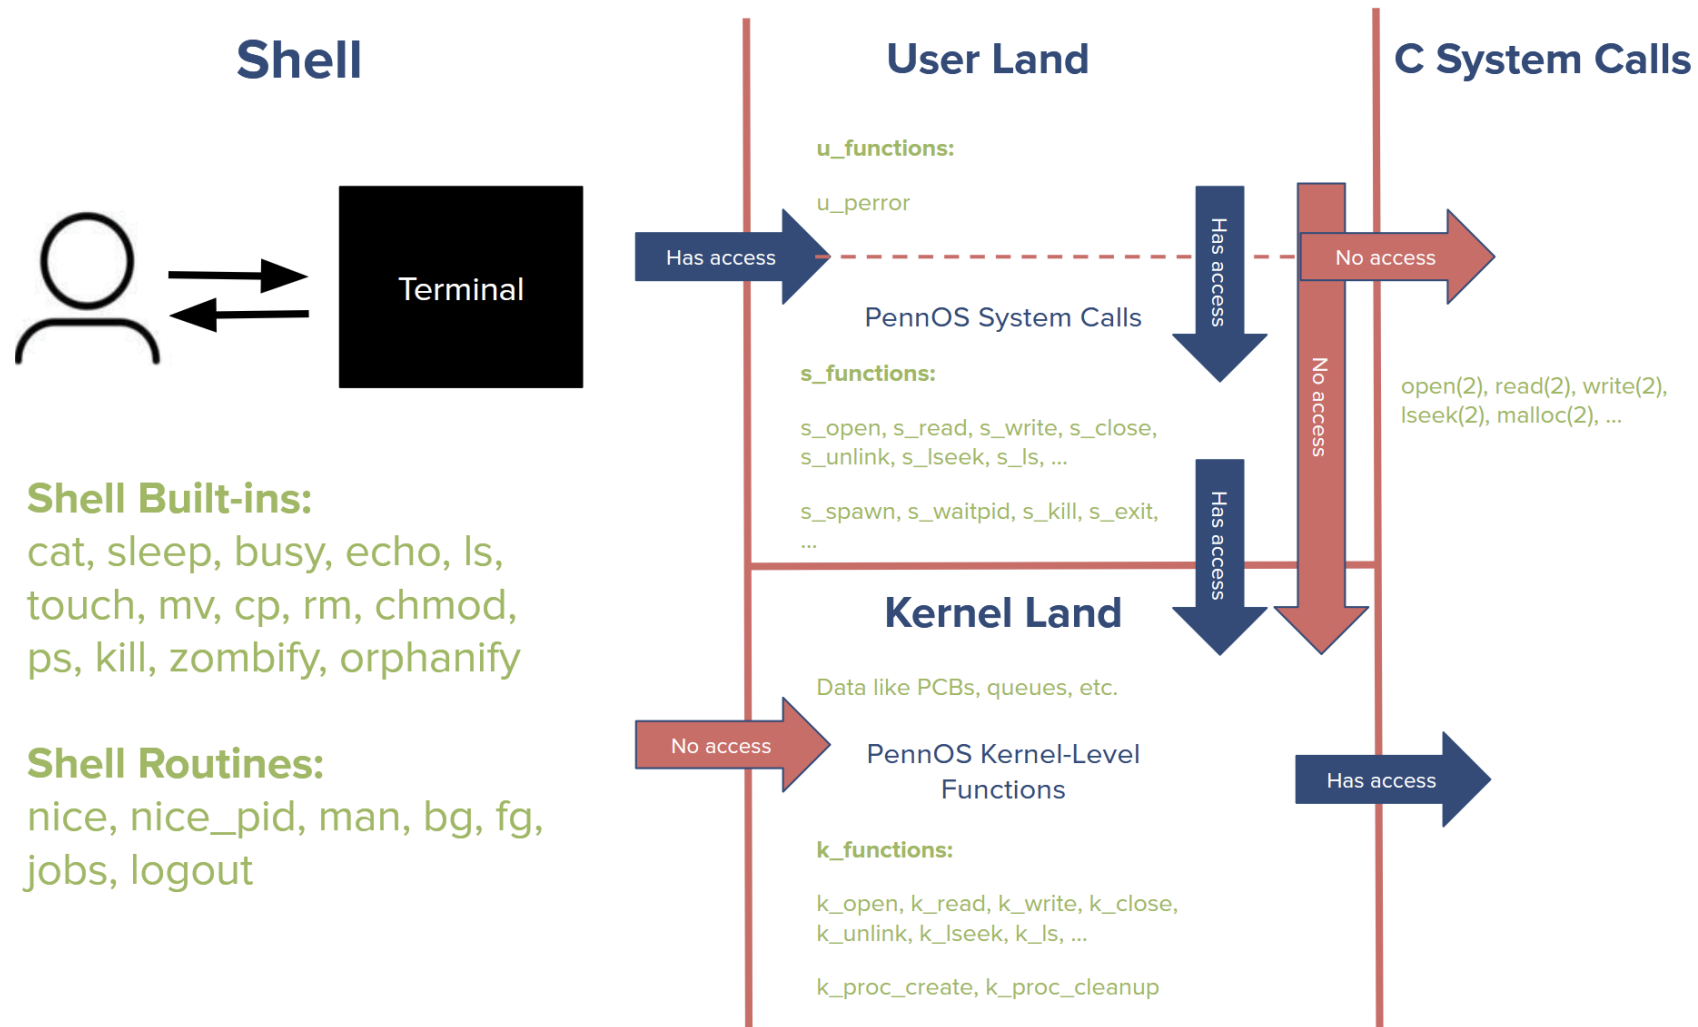 Shell
User Land
C System Calls
Terminal
Shell Built-ins:
cat, sleep, busy, echo, ls,
touch, mv, cp, rm, chmod,
ps, kill, zombify, orphanify
Shell Routines:
nice, nice_pid, man, bg, fg,
jobs, logout
Has access
No access
u_functions:
u_perror
PennOS System Calls
s_functions:
s_open, s_read, s_write, s_close,
s_unlink, s_lseek, s_ls, ...
s_spawn, s_waitpid, s_kill, s_exit,
...
Has access
Has access
No access
No access
Kernel Land
Data like PCBs, queues, etc.
PennOS Kernel-Level
Functions
k_functions:
k_open, k_read, k_write, k_close,
k_unlink, k_lseek, k_ls, ...
k_proc_create, k_proc_cleanup
Has access
open(2), read(2), write(2),
lseek(2), malloc(2), ...